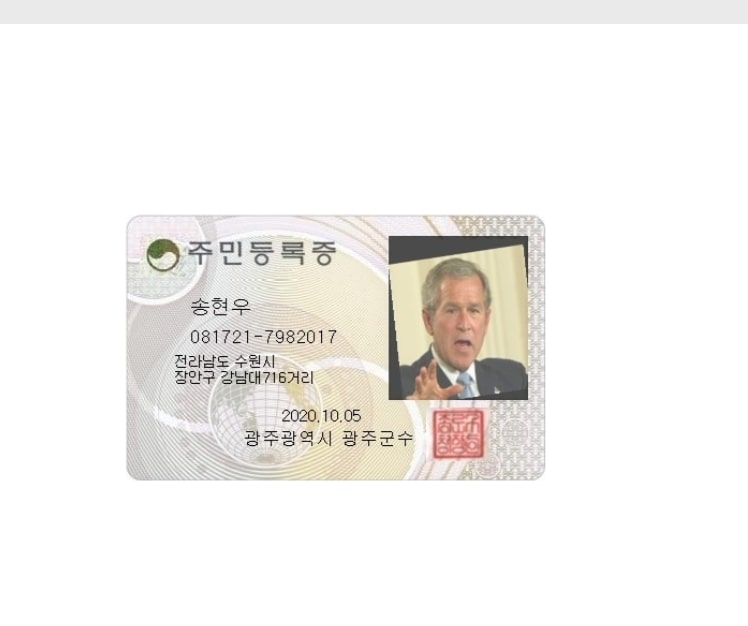 주민등록증
송현우
081721-7982017
전라남도 수원시
장안구 강남대716거리
2020.10.05
광주광역시 광주군수